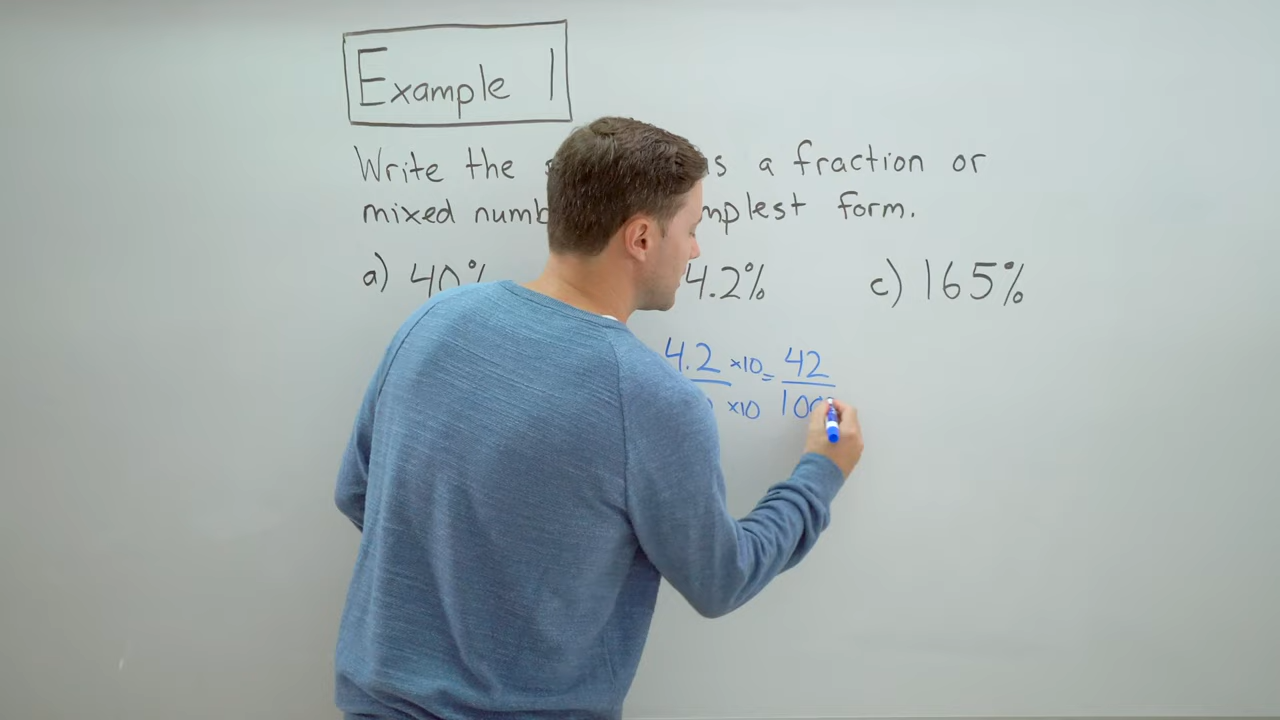 Example 1
Write the s a fraction or
mixed numb mplest form.
a) 40% 4.2% c) 165%
4.2 ×10 = 42
×10 100